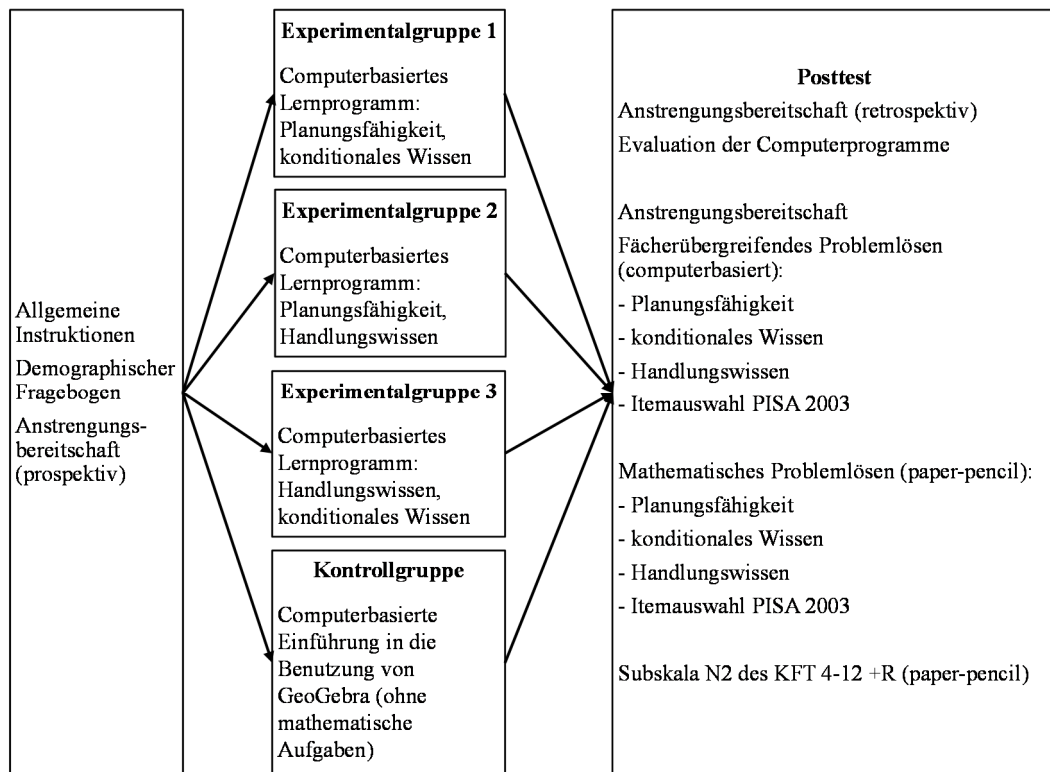 Allgemeine
Instruktionen
Demographischer
Fragebogen
Anstrengungs-
bereitschaft
(prospektiv)
Experimentalgruppe 1
Computerbasiertes
Lernprogramm:
Planungsfähigkeit,
konditionales Wissen
Experimentalgruppe 2
Computerbasiertes
Lernprogramm:
Planungsfähigkeit,
Handlungswissen
Experimentalgruppe 3
Computerbasiertes
Lernprogramm:
Handlungswissen,
konditionales Wissen
Kontrollgruppe
Computerbasierte
Einführung in die
Benutzung von
GeoGebra (ohne
mathematische
Aufgaben)
Posttest
Anstrengungsbereitschaft (retrospektiv)
Evaluation der Computerprogramme
Anstrengungsbereitschaft
Fächerübergreifendes Problemlösen
(computerbasiert):
- Planungsfähigkeit
- konditionales Wissen
- Handlungswissen
- Itemauswahl PISA 2003
Mathematisches Problemlösen (paper-pencil):
- Planungsfähigkeit
- konditionales Wissen
- Handlungswissen
- Itemauswahl PISA 2003
Subskala N2 des KFT 4-12 +R (paper-pencil)